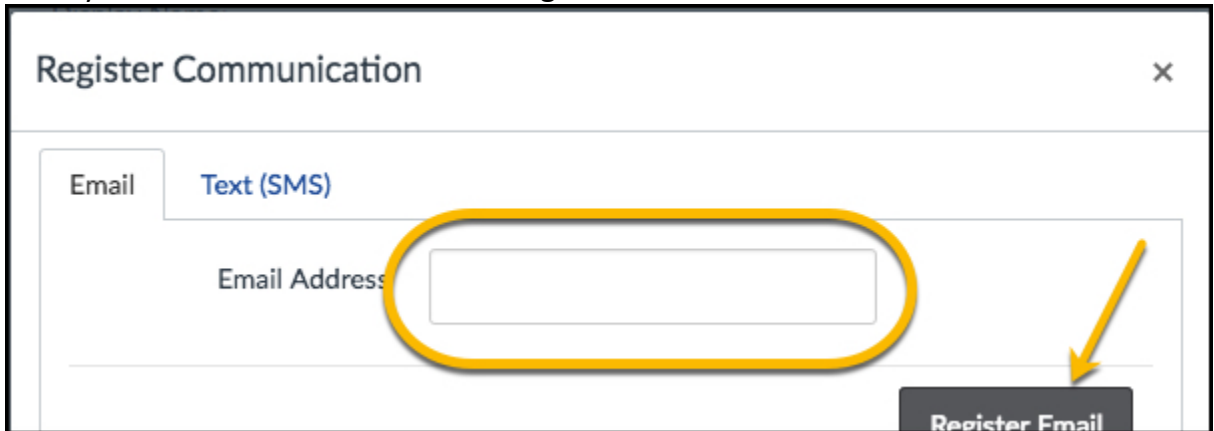 Register Communication ×
Email Text (SMS)
Email Address
Register Email